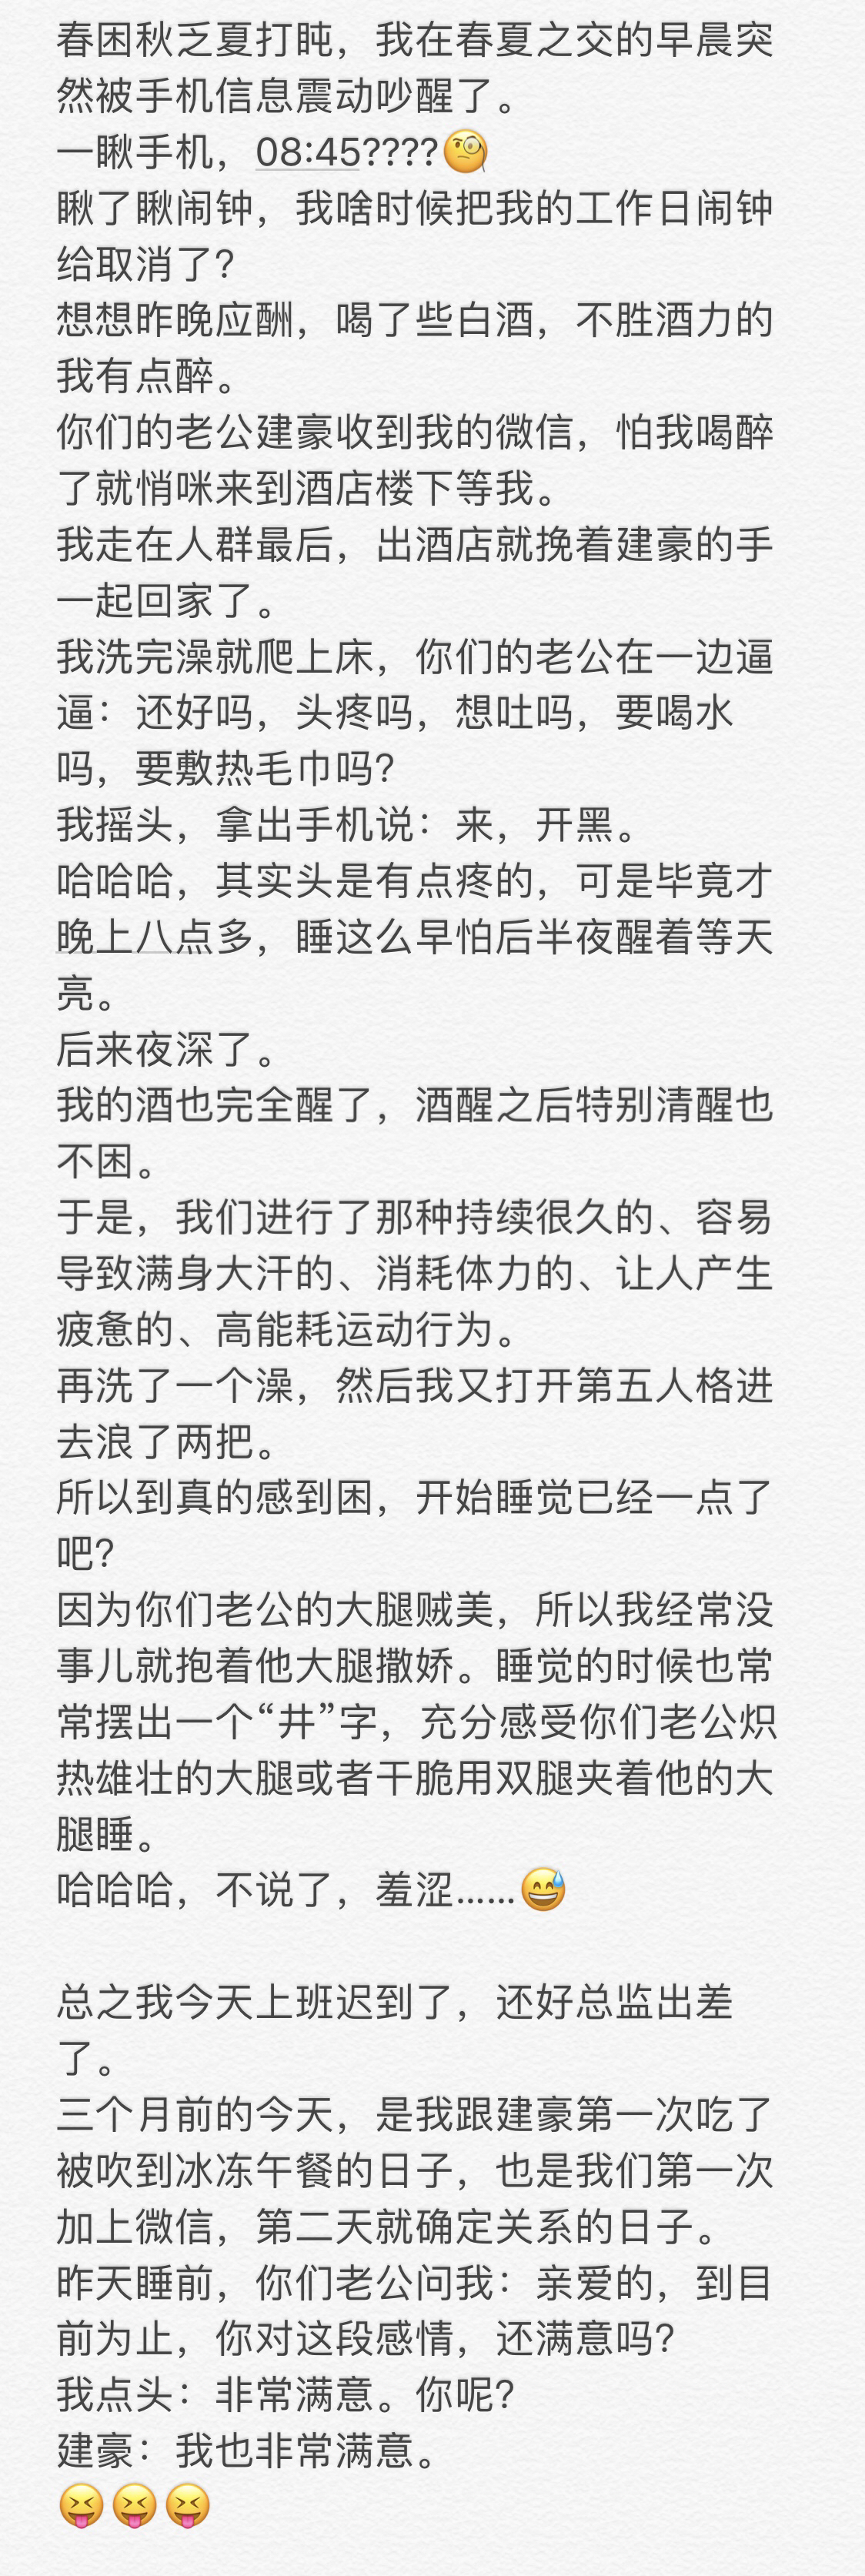 春困秋乏夏打盹，我在春夏之交的早晨突
然被手机信息震动吵醒了。
一瞅手机，08:45????🧐
瞅了瞅闹钟，我啥时候把我的工作日闹钟
给取消了?
想想昨晚应酬，喝了些白酒，不胜酒力的
我有点醉。
你们的老公建豪收到我的微信，怕我喝醉
了就悄咪来到酒店楼下等我。
我走在人群最后，出酒店就挽着建豪的手
一起回家了。
我洗完澡就爬上床，你们的老公在一边逼
逼：还好吗，头疼吗，想吐吗，要喝水
吗，要敷热毛巾吗?
我摇头，拿出手机说：来，开黑。
哈哈哈，其实头是有点疼的，可是毕竟才
晚上八点多，睡这么早怕后半夜醒着等天
亮。
后来夜深了。
我的酒也完全醒了，酒醒之后特别清醒也
不困。
于是，我们进行了那种持续很久的、容易
导致满身大汗的、消耗体力的、让人产生
疲惫的、高能耗运动行为。
再洗了一个澡，然后我又打开第五人格进
去浪了两把。
所以到真的感到困，开始睡觉已经一点了
吧?
因为你们老公的大腿贼美，所以我经常没
事儿就抱着他大腿撒娇。睡觉的时候也常
常摆出一个“井”字，充分感受你们老公炽
热雄壮的大腿或者干脆用双腿夹着他的大
腿睡。
哈哈哈，不说了，羞涩……😅
总之我今天上班迟到了，还好总监出差
了。
三个月前的今天，是我跟建豪第一次吃了
被吹到冰冻午餐的日子，也是我们第一次
加上微信，第二天就确定关系的日子。
昨天睡前，你们老公问我：亲爱的，到目
前为止，你对这段感情，还满意吗?
我点头：非常满意。你呢?
建豪：我也非常满意。
😝😝😝